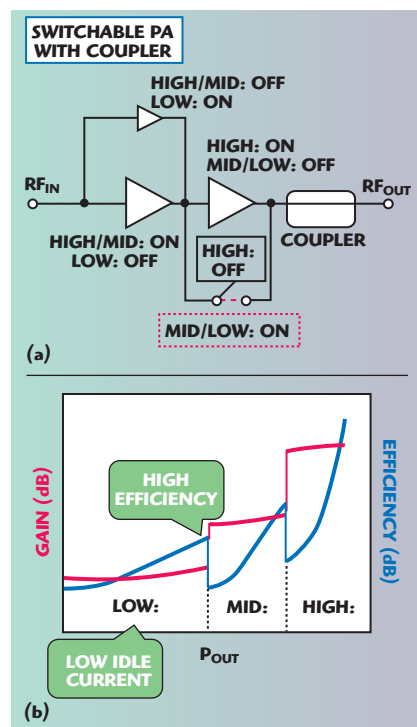 SWITCHABLE PA
WITH COUPLER
HIGH/MID: OFF
LOW: ON
HIGH: ON
MID/LOW: OFF
RFIN
RFOUT
HIGH/MID: ON
LOW: OFF
HIGH:
OFF
COUPLER
MID/LOW: ON
(a)
GAIN (dB)
HIGH
EFFICIENCY
EFFICIENCY (dB)
LOW:
MID:
HIGH:
LOW IDLE
CURRENT
POUT
(b)